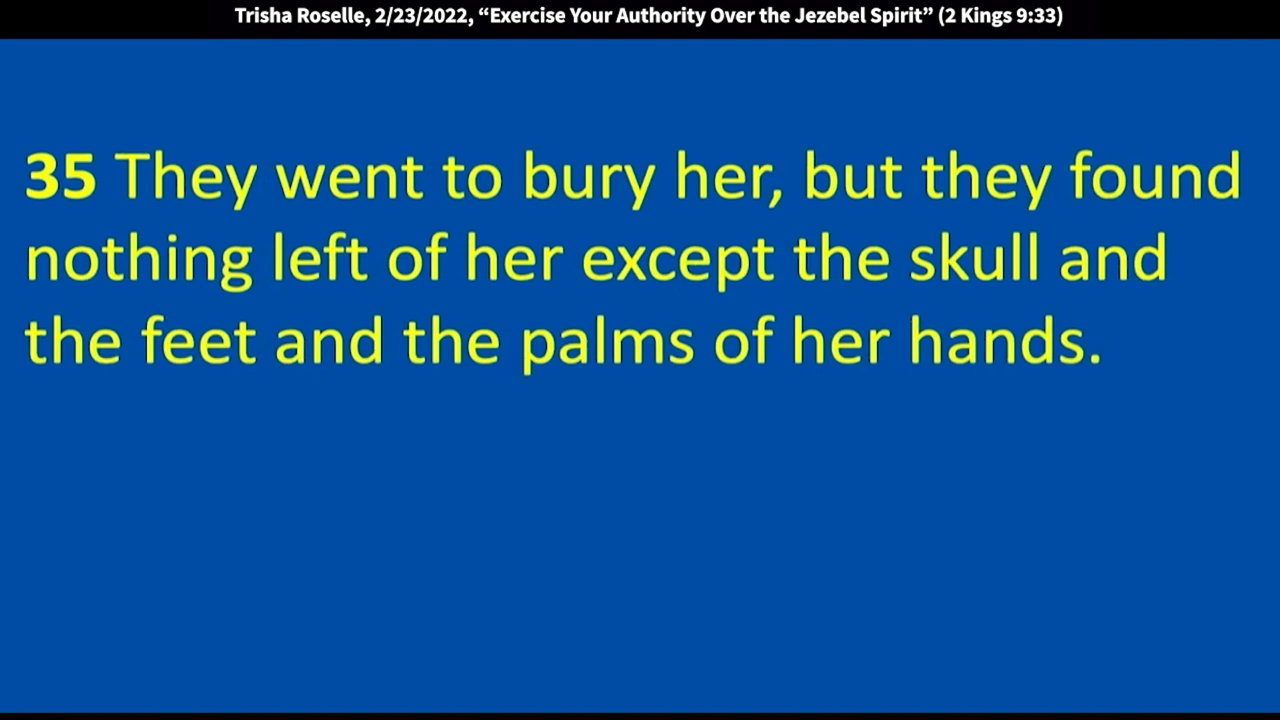 Trisha Roselle, 2/23/2022, “Exercise Your Authority Over the Jezebel Spirit” (2 Kings 9:33)
35 They went to bury her, but they found
nothing left of her except the skull and
the feet and the palms of her hands.